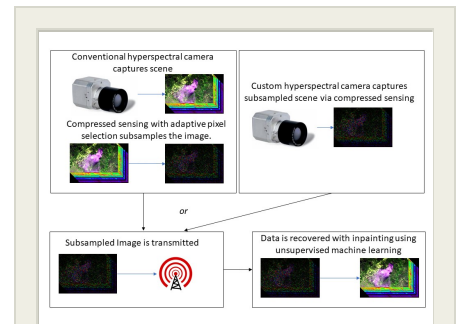 Conventional hyperspectral camera
captures scene
Compressed sensing with adaptive pixel
selection subsamples the image.
Custom hyperspectral camera captures
subsampled scene via compressed sensing
or
Subsampled Image is transmitted
Data is recovered with inpainting using
unsupervised machine learning